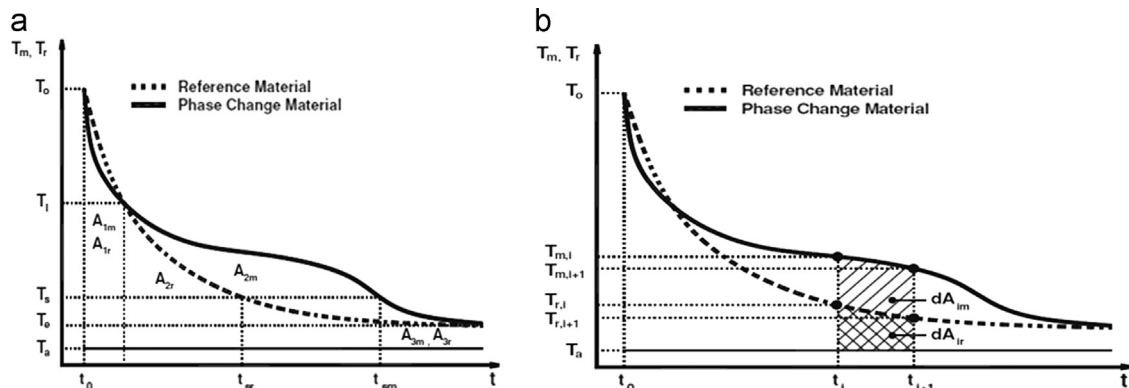 a
Tm, Tr
To
Reference Material
Phase Change Material
Tl
A1m
A1r
A2r
A2m
Ts
Te
A3m , A3r
Ta
to
tsr
tsm
t
b
Tm, Tr
To
Reference Material
Phase Change Material
Tm,i
Tm,i+1
Tr,i
Tr,i+1
dAim
dAir
Ta
to
ti
ti+1
t